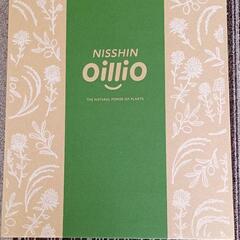 NISSHIN
OilliO
THE NATURAL POWER OF PLANTS